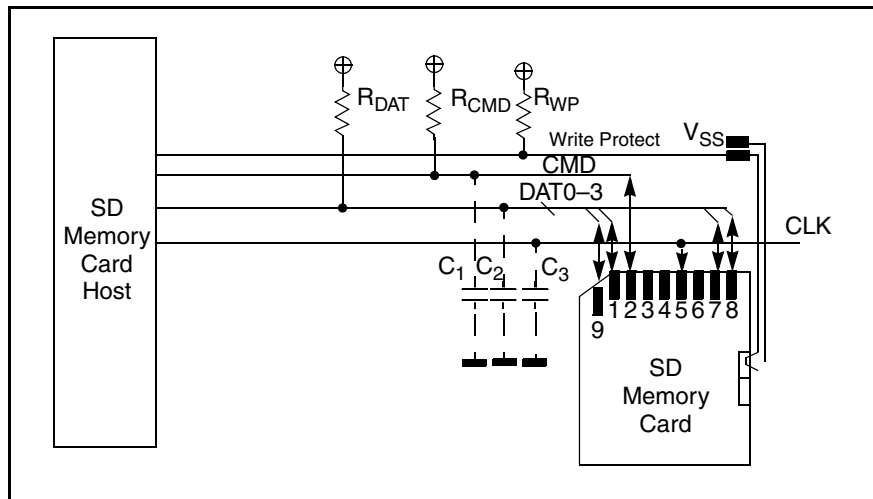 R_DAT R_CMD R_WP
Write Protect V_SS
CMD
DAT0–3
CLK
SD
Memory
Card
Host
C_1 C_2 C_3
9 1 2 3 4 5 6 7 8
SD
Memory
Card